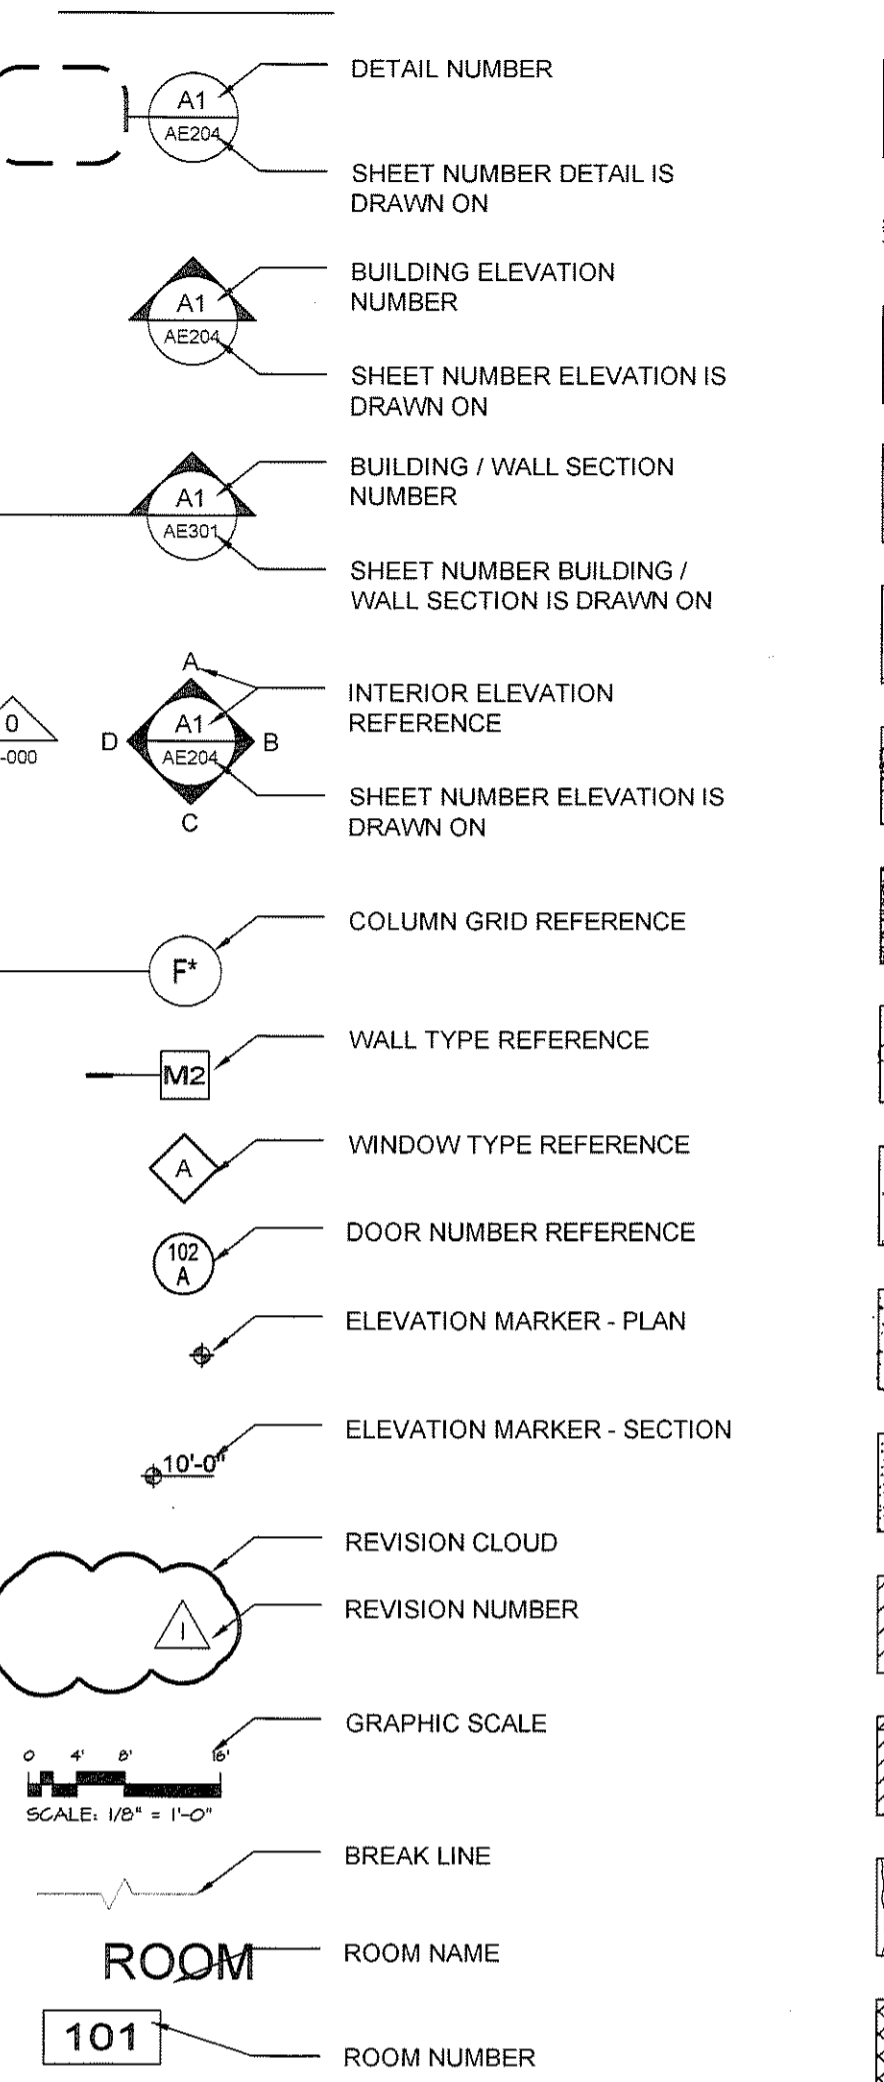 DETAIL NUMBER
A1
AE204
SHEET NUMBER DETAIL IS
DRAWN ON
BUILDING ELEVATION
NUMBER
A1
AE204
SHEET NUMBER ELEVATION IS
DRAWN ON
BUILDING / WALL SECTION
NUMBER
A1
AE301
SHEET NUMBER BUILDING /
WALL SECTION IS DRAWN ON
A
INTERIOR ELEVATION
REFERENCE
0
-000
D
A1
B
AE204
SHEET NUMBER ELEVATION IS
DRAWN ON
C
COLUMN GRID REFERENCE
F*
WALL TYPE REFERENCE
M2
WINDOW TYPE REFERENCE
A
DOOR NUMBER REFERENCE
102
A
ELEVATION MARKER - PLAN
ELEVATION MARKER - SECTION
10'-0"
REVISION CLOUD
REVISION NUMBER
1
GRAPHIC SCALE
0 4' 8' 16'
SCALE: 1/8" = 1'-0"
BREAK LINE
ROOM
ROOM NAME
101
ROOM NUMBER